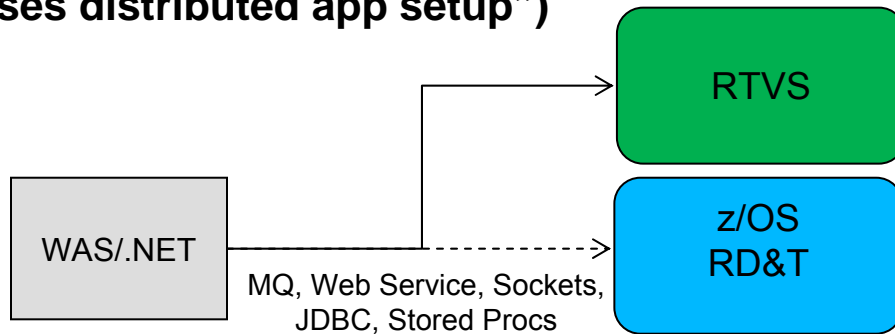 ses distributed app setup")
RTVS
WAS/.NET
z/OS
RD&T
MQ, Web Service, Sockets,
JDBC, Stored Procs